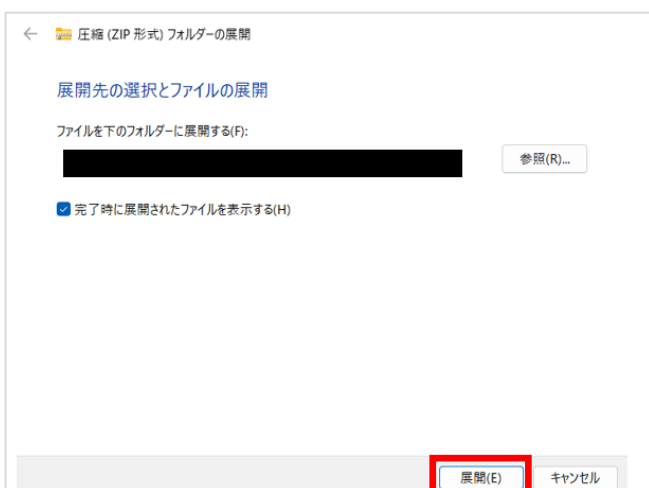 圧縮 (ZIP 形式) フォルダーの展開
展開先の選択とファイルの展開
ファイルを下のフォルダーに展開する(F):
参照(R)...
完了時に展開されたファイルを表示する(H)
展開(E)
キャンセル